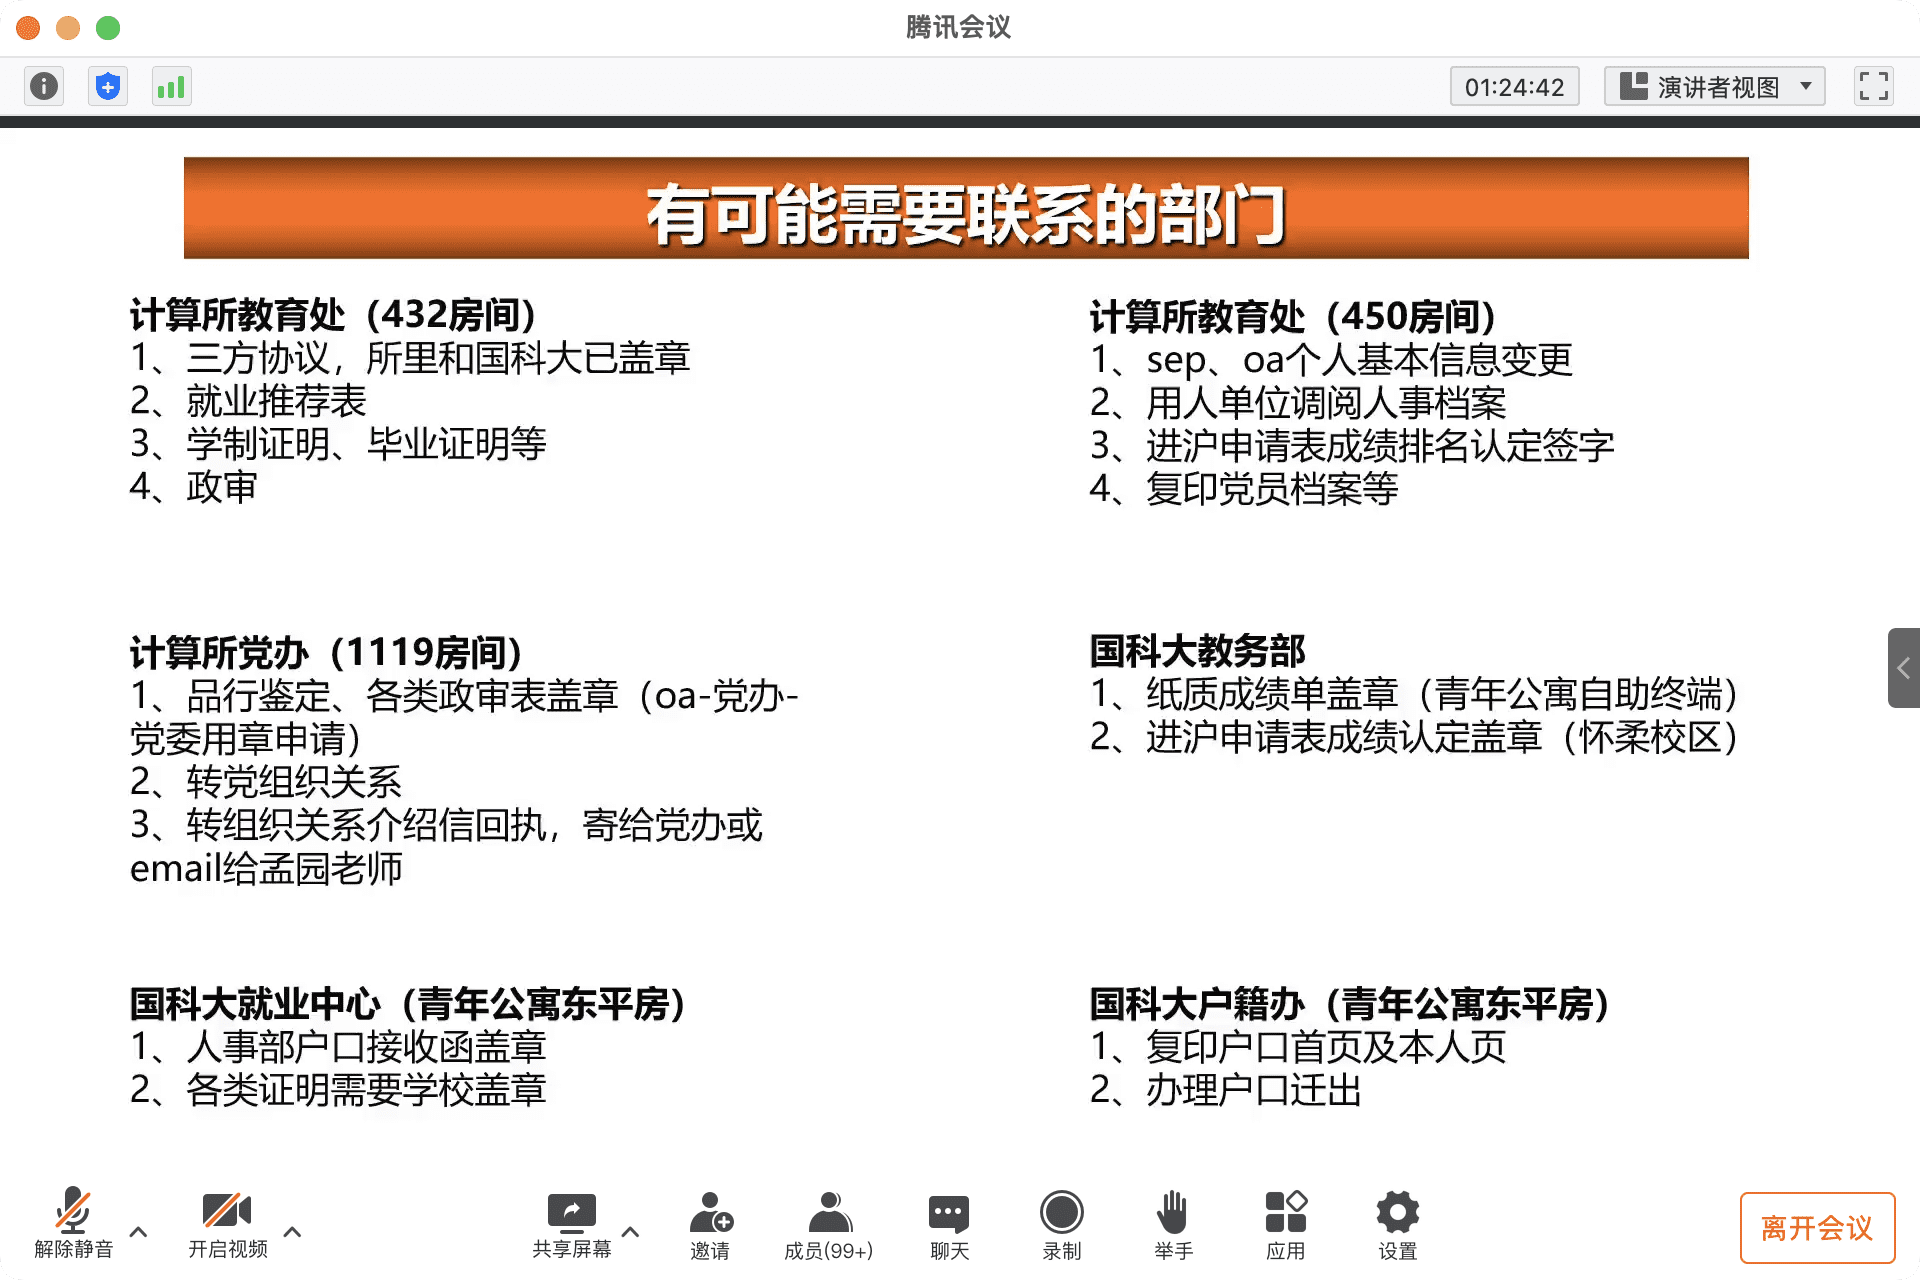 腾讯会议
01:24:42
演讲者视图
有可能需要联系的部门
计算所教育处（432房间）
1、三方协议，所里和国科大已盖章
2、就业推荐表
3、学制证明、毕业证明等
4、政审
计算所教育处（450房间）
1、sep、oa个人基本信息变更
2、用人单位调阅人事档案
3、进沪申请表成绩排名认定签字
4、复印党员档案等
计算所党办（1119房间）
1、品行鉴定、各类政审表盖章（oa-党办-
党委用章申请）
2、转党组织关系
3、转组织关系介绍信回执，寄给党办或
email给孟园老师
国科大教务部
1、纸质成绩单盖章（青年公寓自助终端）
2、进沪申请表成绩认定盖章（怀柔校区）
国科大就业中心（青年公寓东平房）
1、人事部户口接收函盖章
2、各类证明需要学校盖章
国科大户籍办（青年公寓东平房）
1、复印户口首页及本人页
2、办理户口迁出
解除静音
开启视频
共享屏幕
邀请
成员(99+)
聊天
录制
举手
应用
设置
离开会议